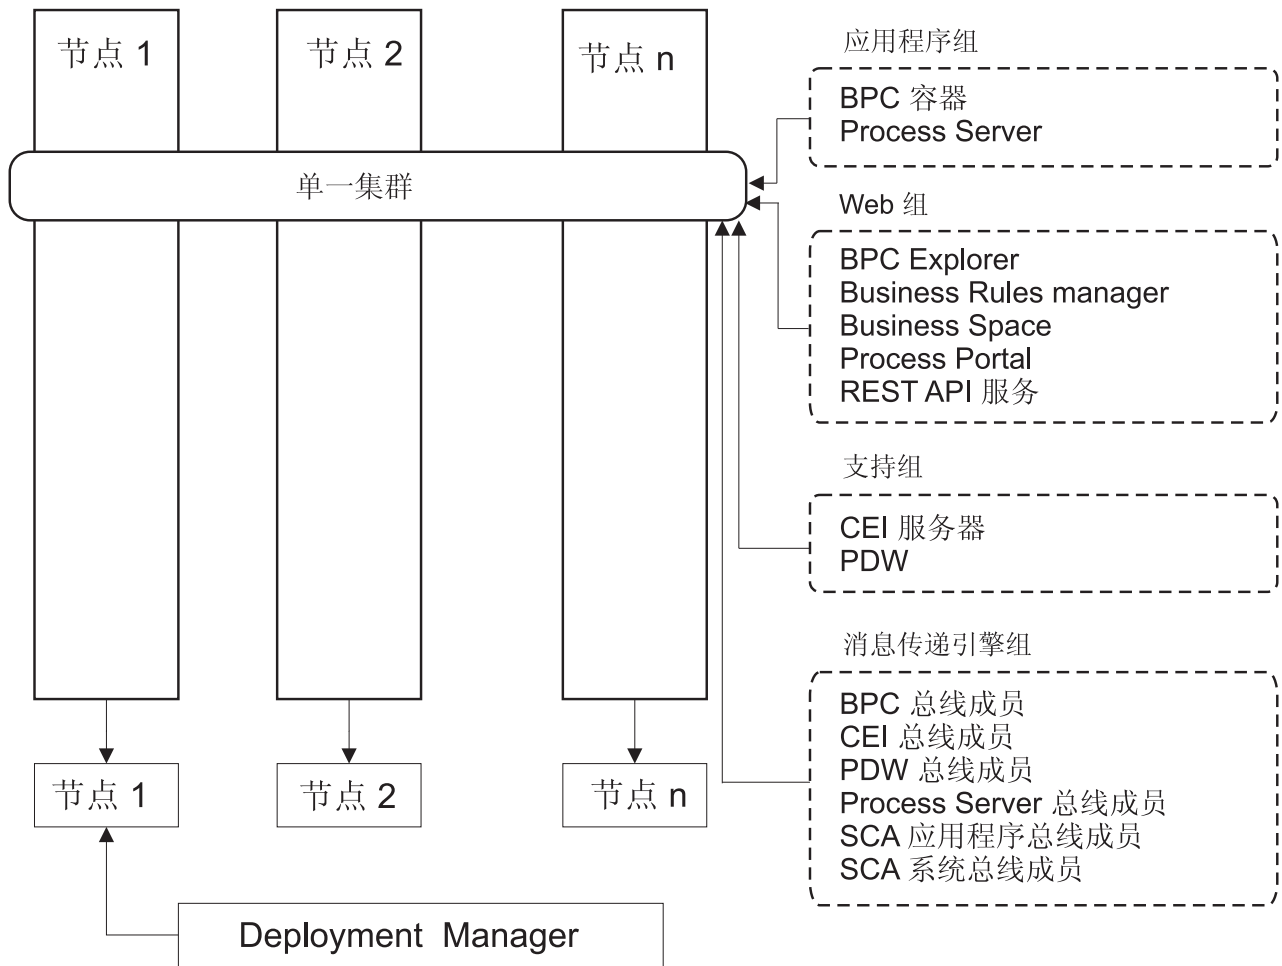 节点 1
节点 2
节点 n
单一集群
应用程序组
BPC 容器
Process Server
Web 组
BPC Explorer
Business Rules manager
Business Space
Process Portal
REST API 服务
支持组
CEI 服务器
PDW
消息传递引擎组
BPC 总线成员
CEI 总线成员
PDW 总线成员
Process Server 总线成员
SCA 应用程序总线成员
SCA 系统总线成员
节点 1
节点 2
节点 n
Deployment Manager